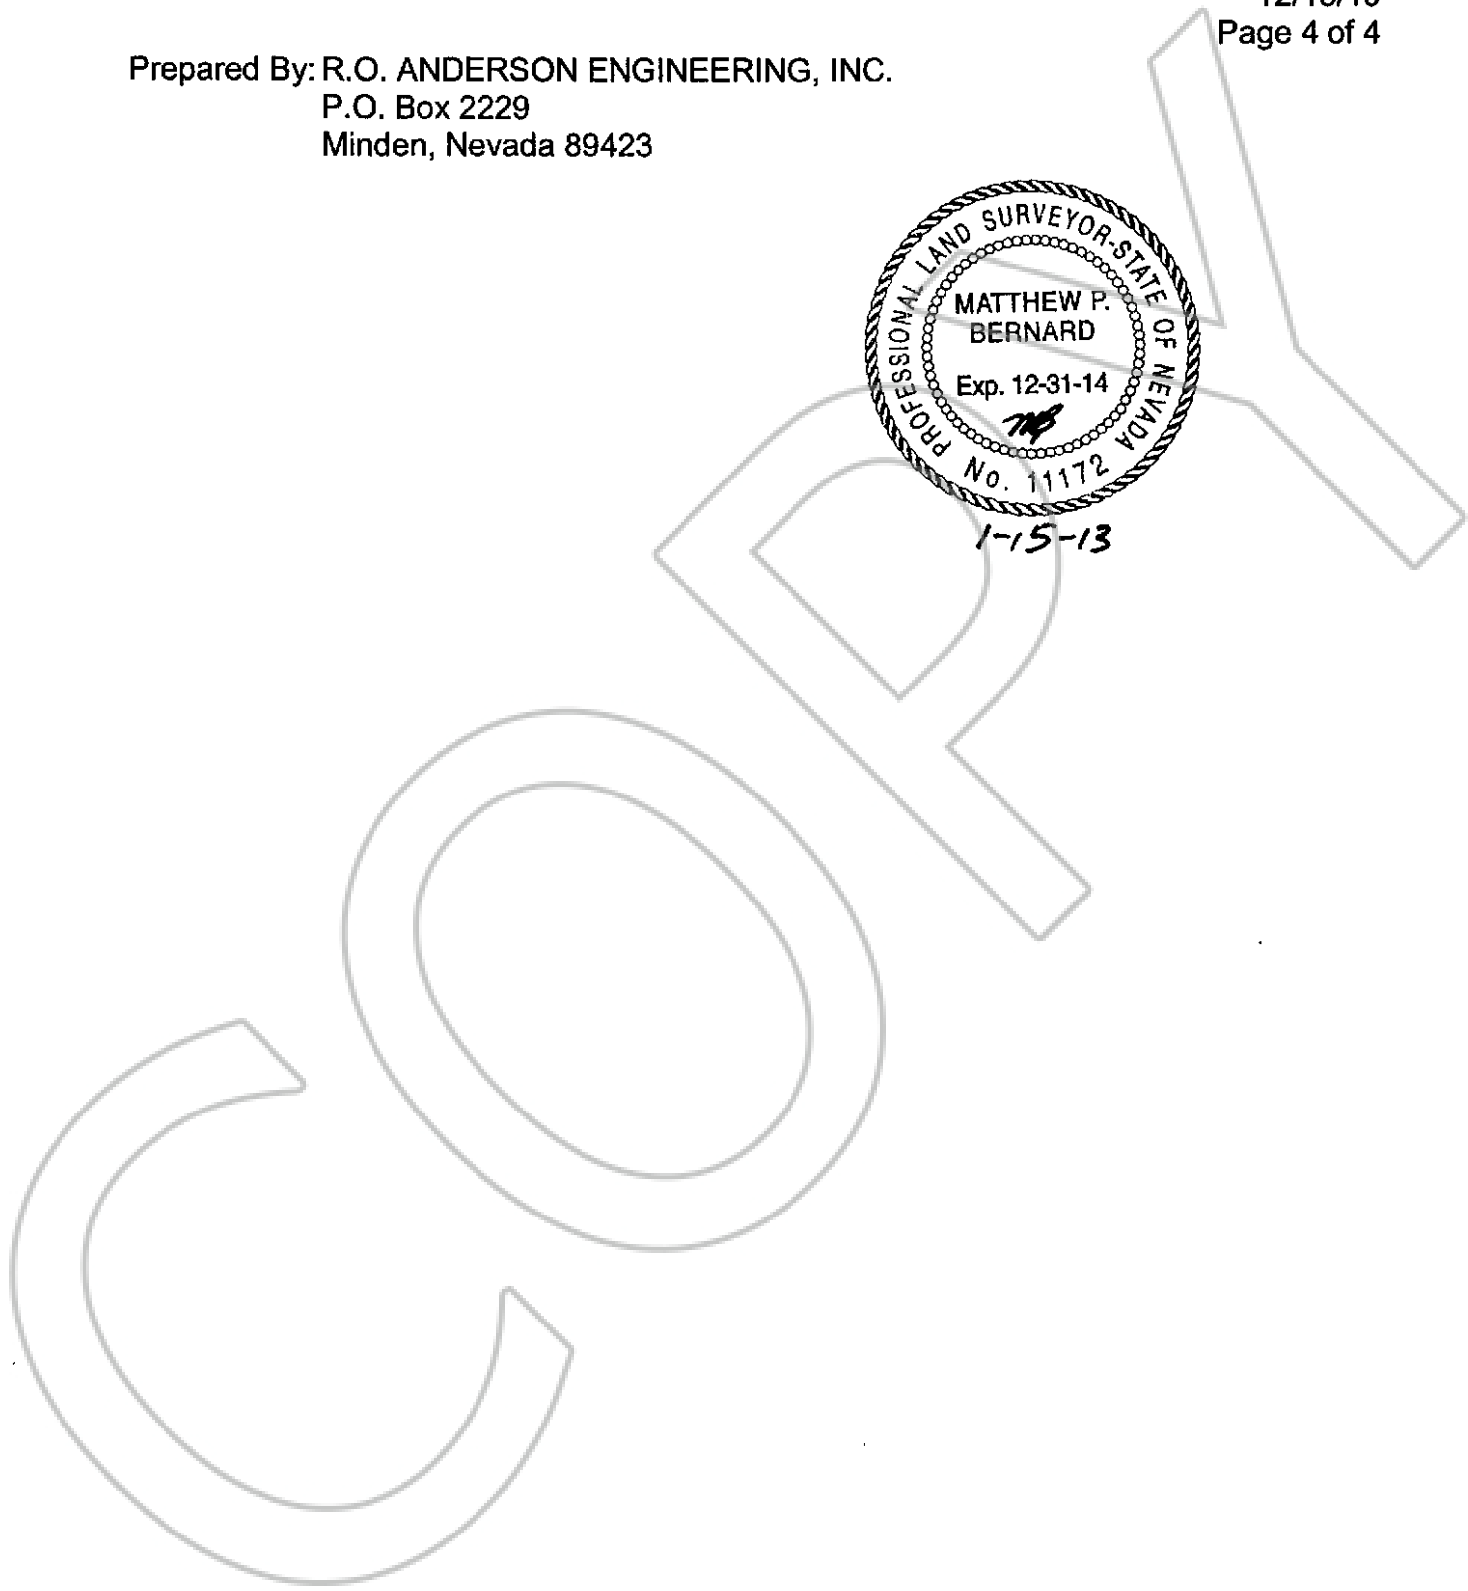 Page 4 of 4
Prepared By: R.O. ANDERSON ENGINEERING, INC.
P.O. Box 2229
Minden, Nevada 89423
PROFESSIONAL LAND SURVEYOR-STATE OF NEVADA
MATTHEW P.
BERNARD
Exp. 12-31-14
No. 11172
1-15-13
COPY